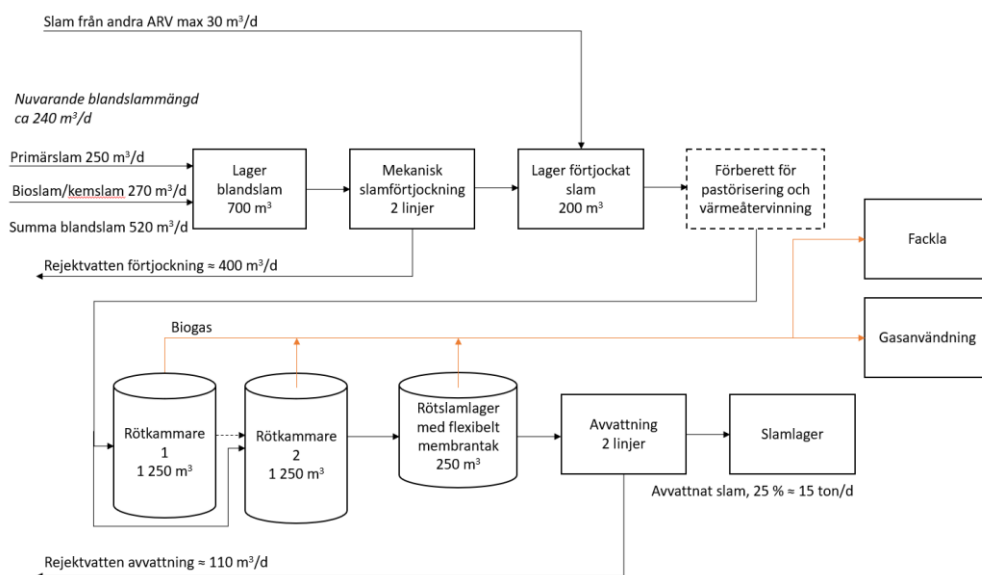 Slam från andra ARV max 30 m³/d
Nuvarande blandslammängd
ca 240 m³/d
Primärslam 250 m³/d
Bioslam/kemslam 270 m³/d
Summa blandslam 520 m³/d
Lager
blandslam
700 m³
Mekanisk
slamförtjockning
2 linjer
Lager förtjockat
slam
200 m³
Förberett för
pastörisering och
värmeåtervinning
Rejektvatten förtjockning ≈ 400 m³/d
Fackla
Gasanvändning
Biogas
Rötkammare
1
1 250 m³
Rötkammare
2
1 250 m³
Rötslamlager
med flexibelt
membrantak
250 m³
Avvattning
2 linjer
Slamlager
Avvattnat slam, 25 % ≈ 15 ton/d
Rejektvatten avvattning ≈ 110 m³/d